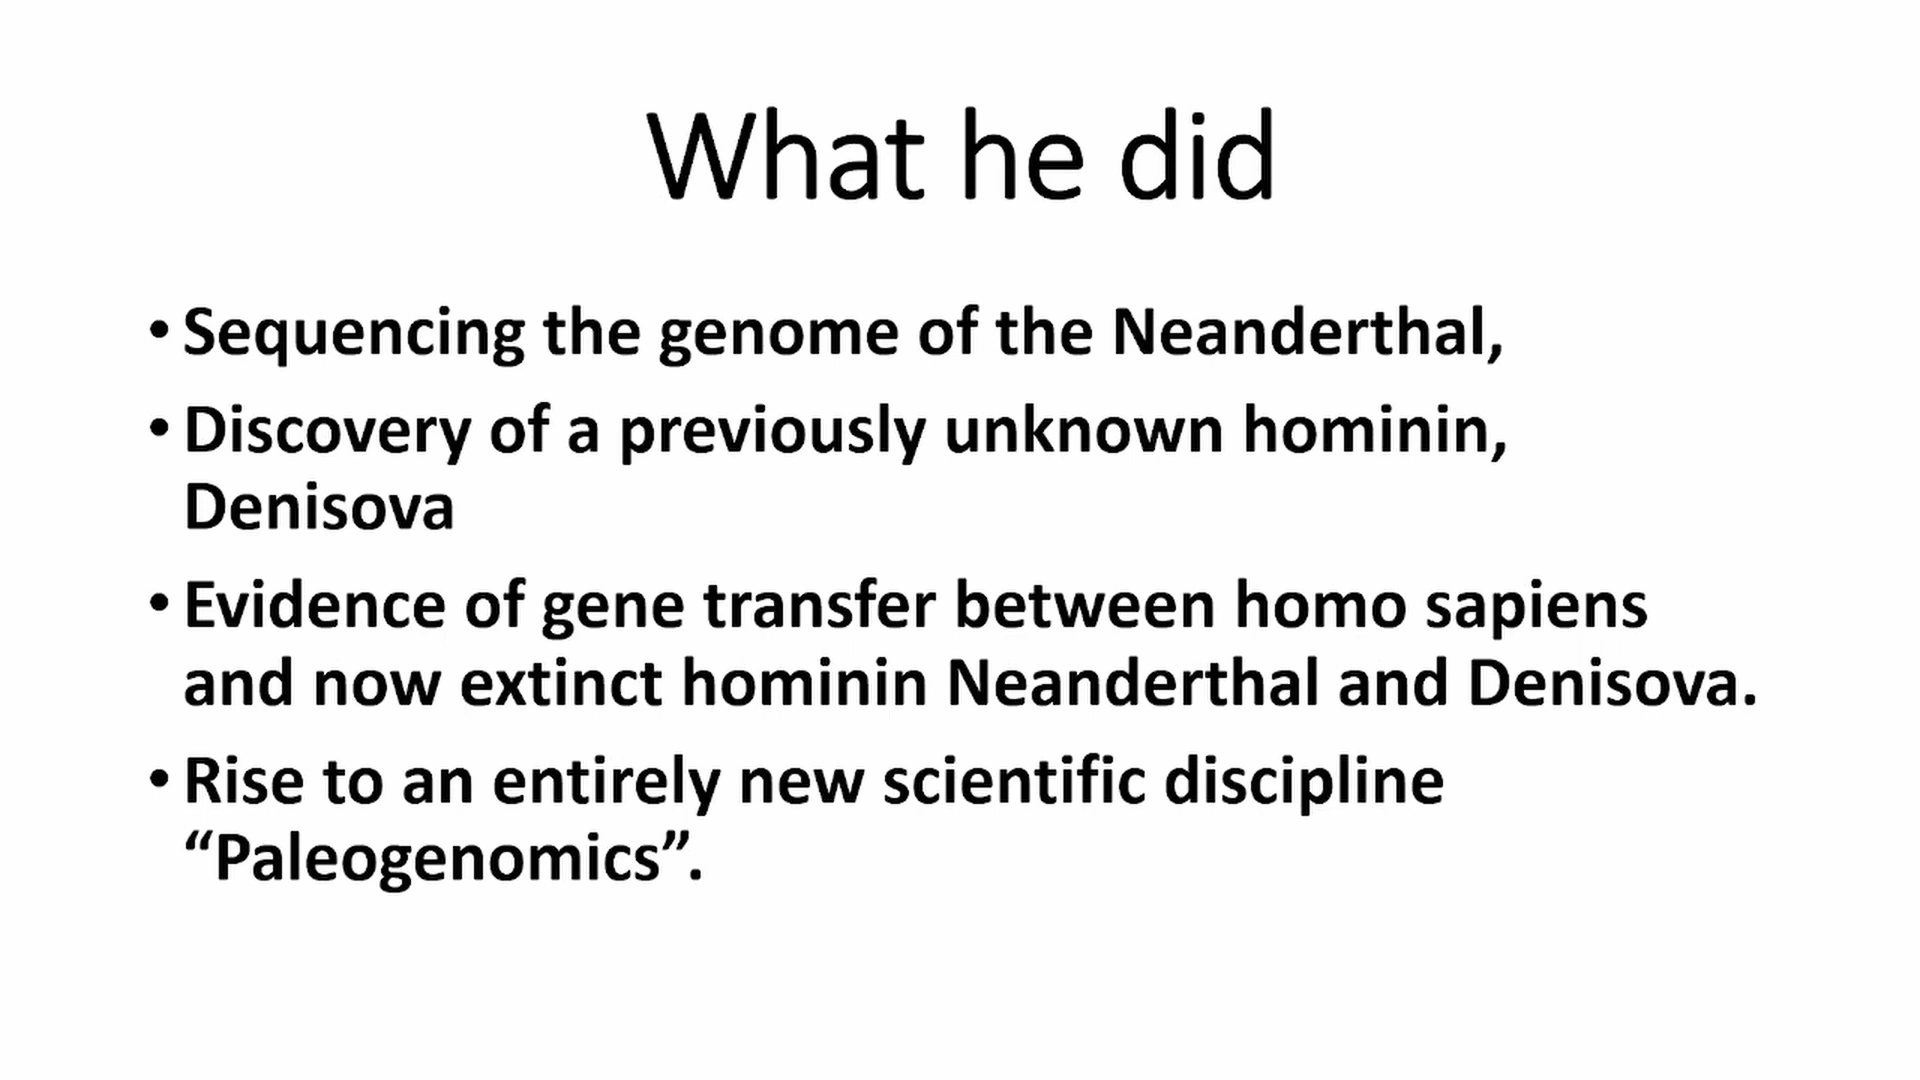 What he did
• Sequencing the genome of the Neanderthal,
• Discovery of a previously unknown hominin,
Denisova
• Evidence of gene transfer between homo sapiens
and now extinct hominin Neanderthal and Denisova.
• Rise to an entirely new scientific discipline
“Paleogenomics”.